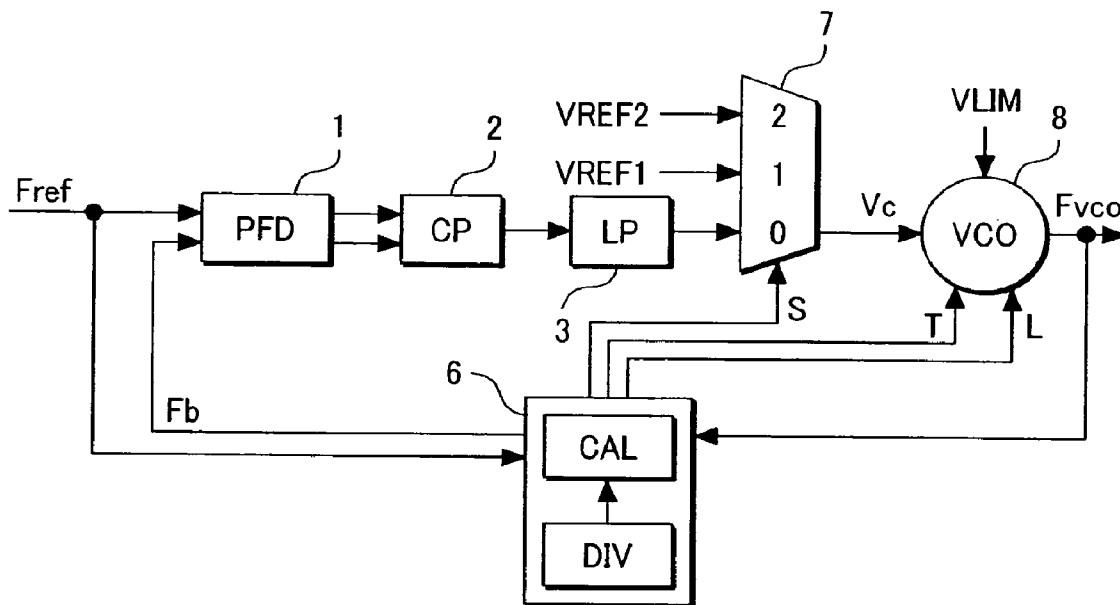 7
VLIM
8
VREF2
2
1
2
Fref
VREF1
1
Vc
Fvco
PFD
CP
LP
0
VCO
3
S
T
L
6
Fb
CAL
DIV